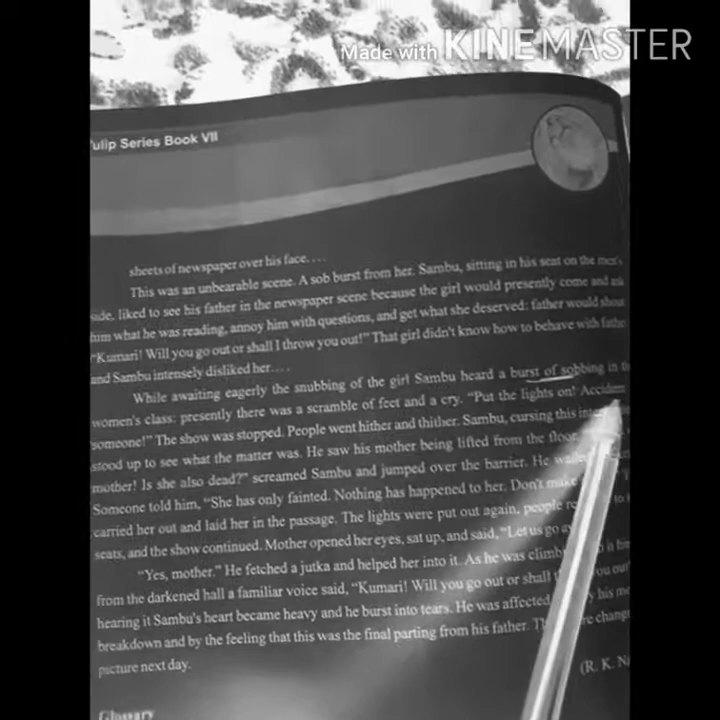 Made with KINEMASTER
Tulip Series Book VII
sheets of newspaper over his face....
This was an unbearable scene. A sob burst from her. Sambu, sitting in his seat on the men's
side, liked to see his father in the newspaper scene because the girl would presently come and ask
him what he was reading, annoy him with questions, and get what she deserved: father would shout
"Kumari! Will you go out or shall I throw you out!" That girl didn't know how to behave with father
and Sambu intensely disliked her....
While awaiting eagerly the snubbing of the girl Sambu heard a burst of sobbing in
women's class: presently there was a scramble of feet and a cry. "Put the lights on! Accident
someone!" The show was stopped. People went hither and thither. Sambu, cursing this
stood up to see what the matter was. He saw his mother being lifted from the floor
mother! Is she also dead?" screamed Sambu and jumped over the barrier. He
Someone told him, "She has only fainted. Nothing has happened to her. Don't make
carried her out and laid her in the passage. The lights were put out again, people to
seats, and the show continued. Mother opened her eyes, sat up, and said, "Let us go
"Yes, mother." He fetched a jutka and helped her into it. As he was
from the darkened hall a familiar voice said, "Kumari! Will you go out or shall you out
hearing it Sambu's heart became heavy and he burst into tears. He was affected his
breakdown and by the feeling that this was the final parting from his father.
picture next day.
(R. K.
Glossary